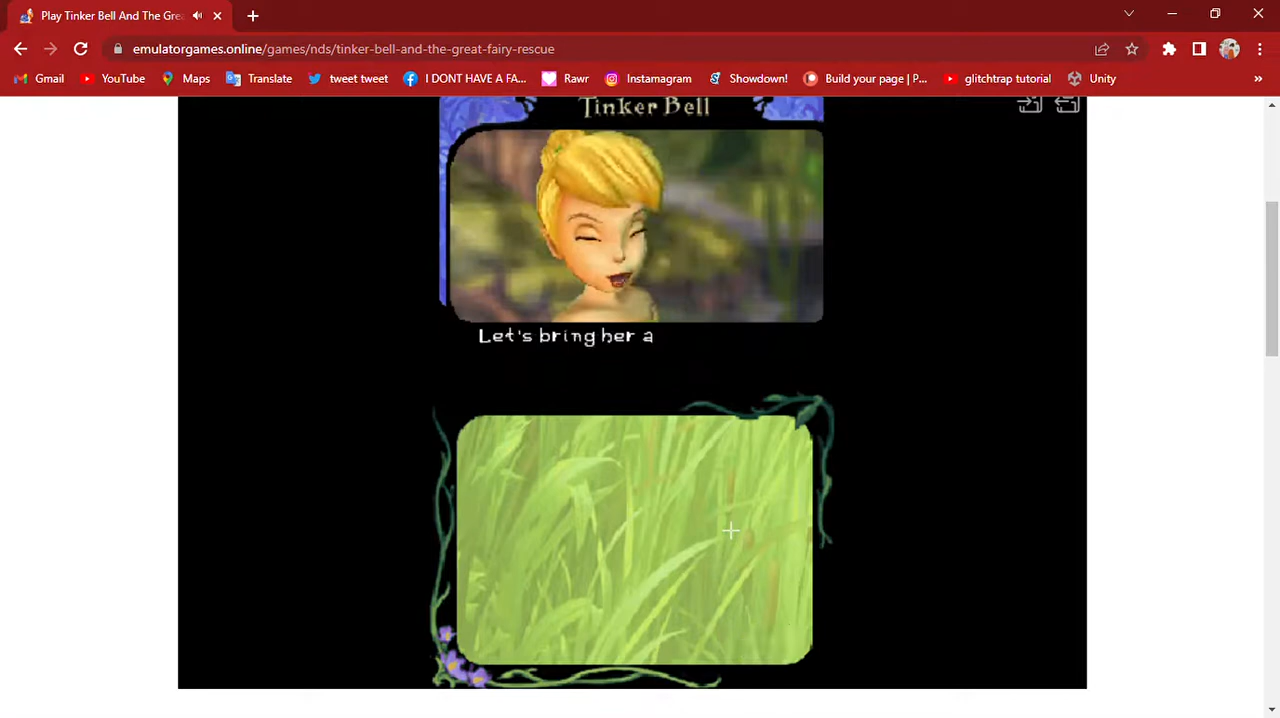 Play Tinker Bell And The Grea
emulatorgames.online/games/nds/tinker-bell-and-the-great-fairy-rescue
Gmail YouTube Maps Translate tweet tweet I DONT HAVE A FA... Rawr Instamagram Showdown! Build your page | P... glitchtrap tutorial Unity »
Tinker Bell
Let's bring her a